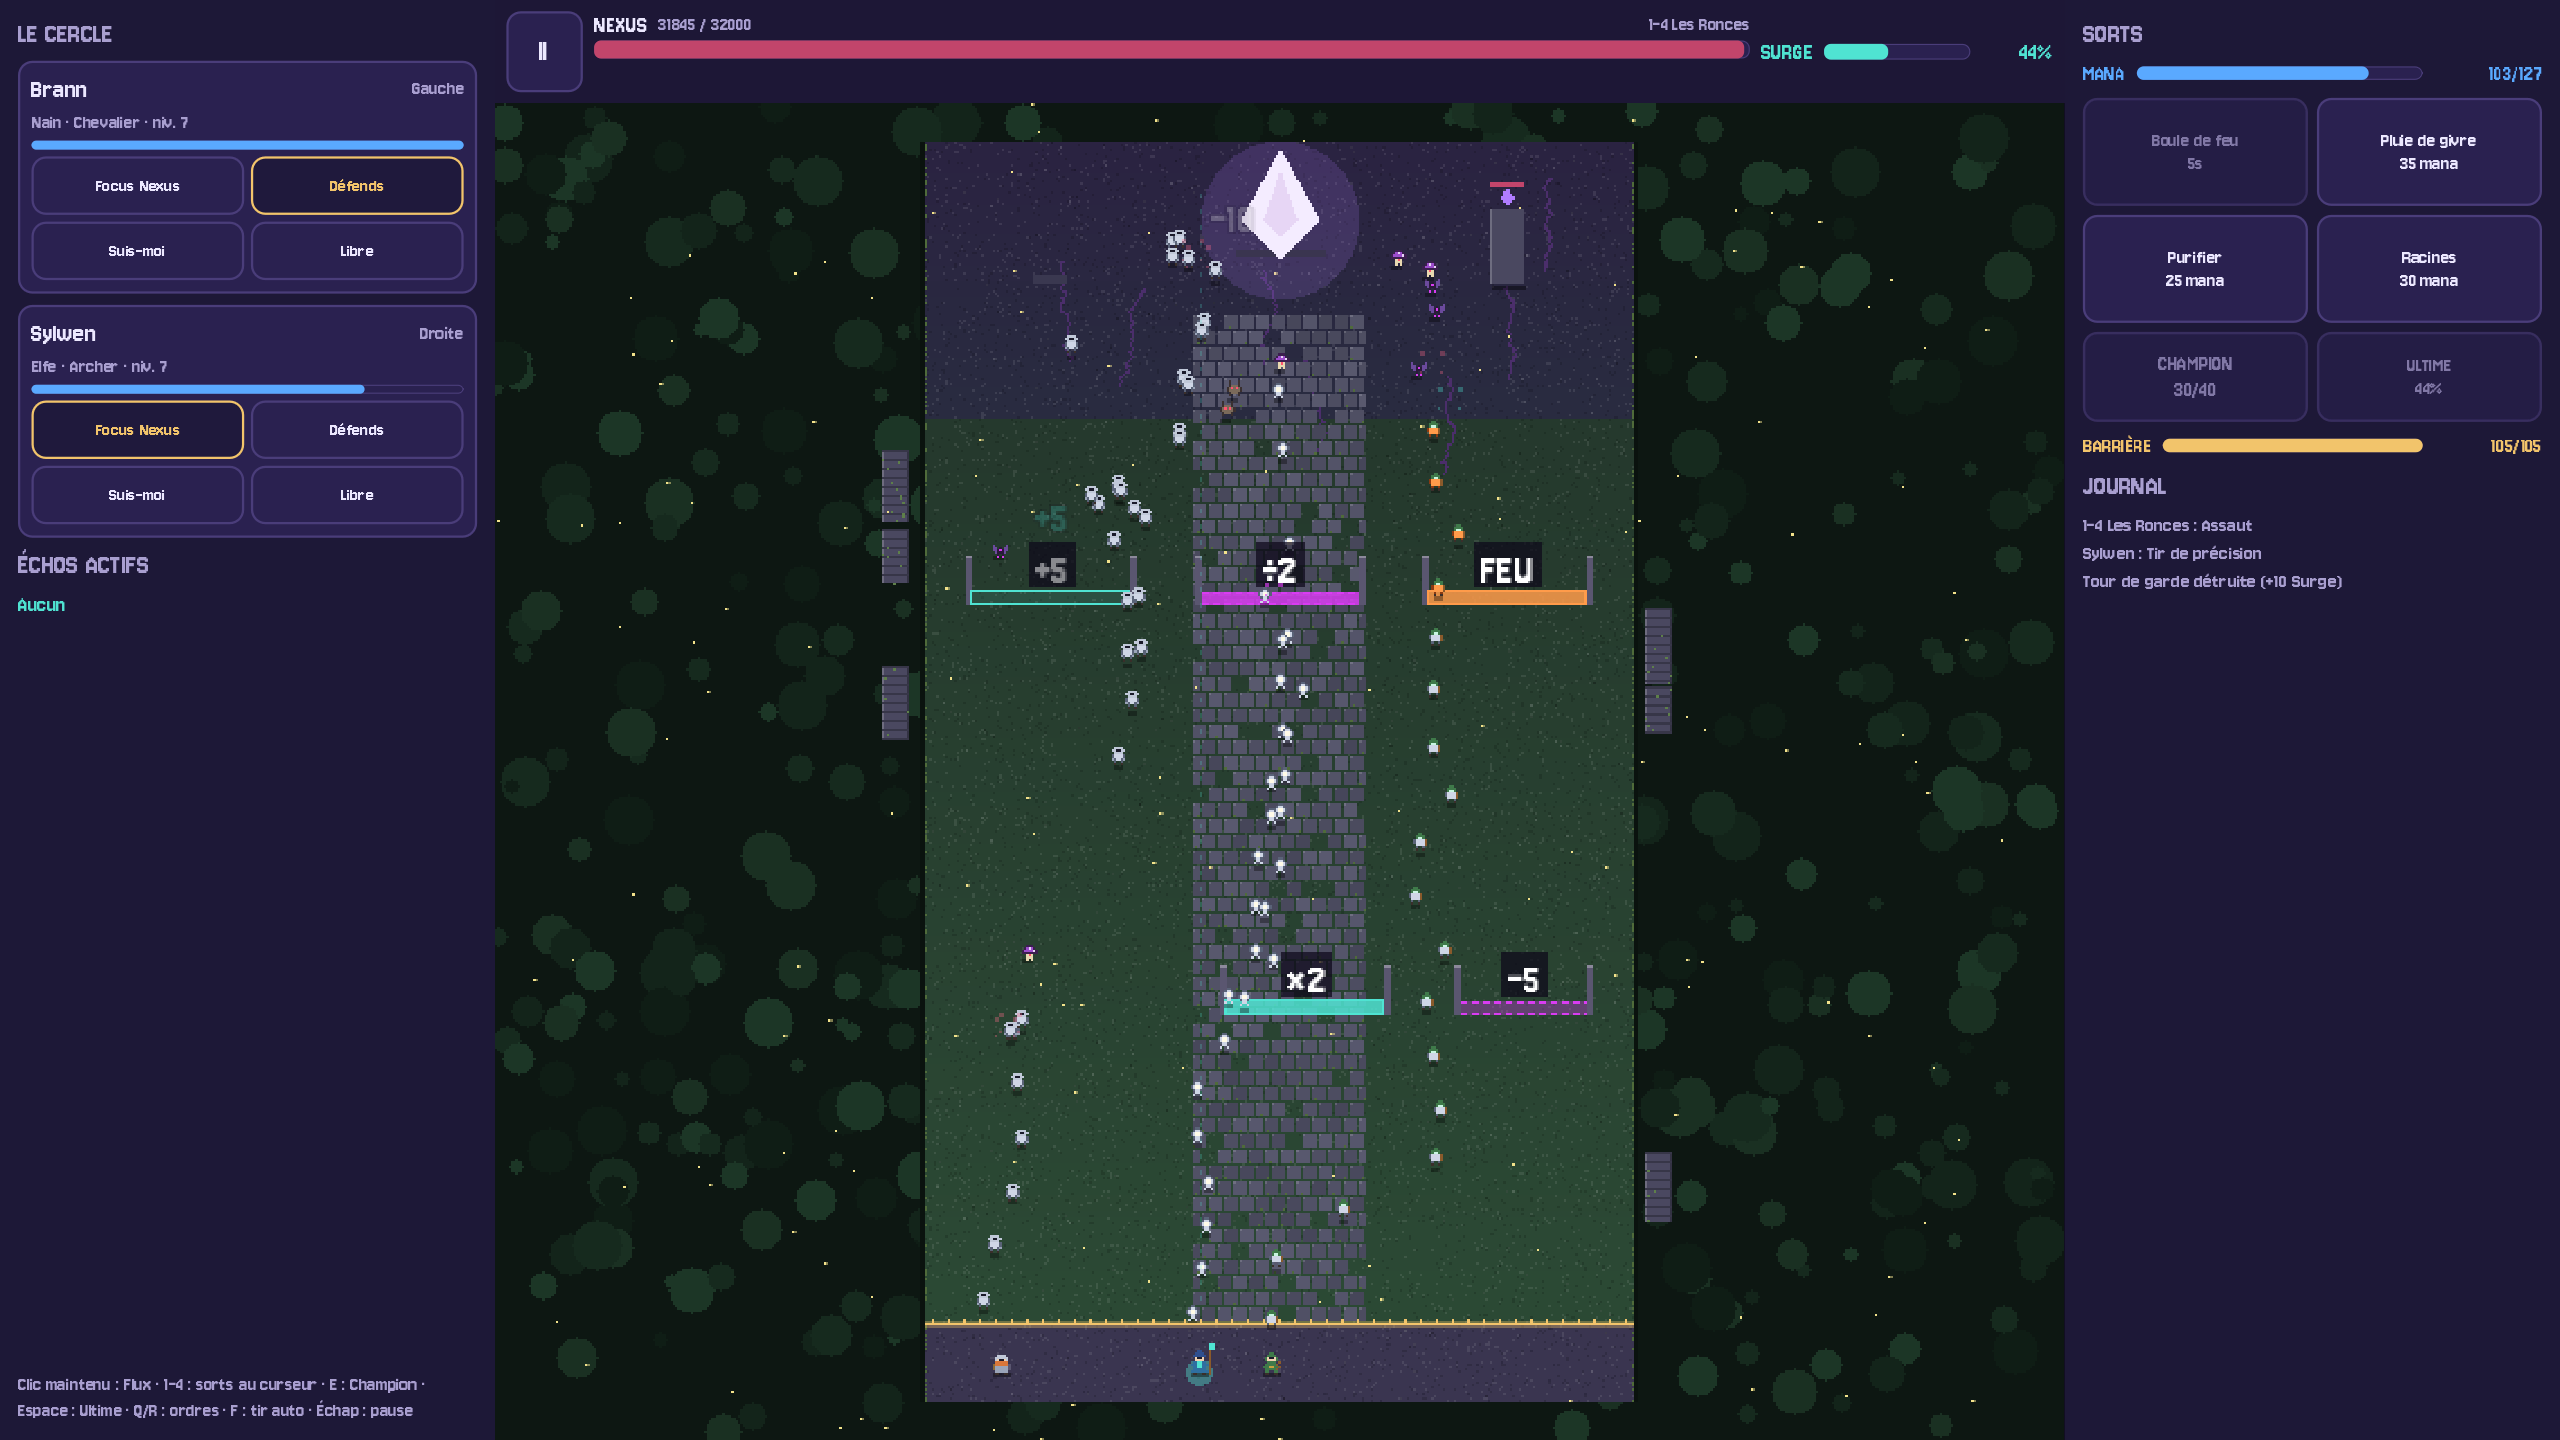 LE CERCLE
Brann
Gauche
Nain · Chevalier · niv. 7
Focus Nexus
Défends
Suis-moi
Libre
Sylwen
Droite
Elfe · Archer · niv. 7
Focus Nexus
Défends
Suis-moi
Libre
ÉCHOS ACTIFS
Aucun
Clic maintenu : Flux · 1-4 : sorts au curseur · E : Champion ·
Espace : Ultime · Q/R : ordres · F : tir auto · Échap : pause
NEXUS 31845 / 32000
1-4 Les Ronces
SURGE 44%
-10
+5
+5
÷2
FEU
×2
-5
SORTS
MANA 103/127
Boule de feu
5s
Pluie de givre
35 mana
Purifier
25 mana
Racines
30 mana
CHAMPION
30/40
ULTIME
44%
BARRIÈRE 105/105
JOURNAL
1-4 Les Ronces : Assaut
Sylwen : Tir de précision
Tour de garde détruite (+10 Surge)